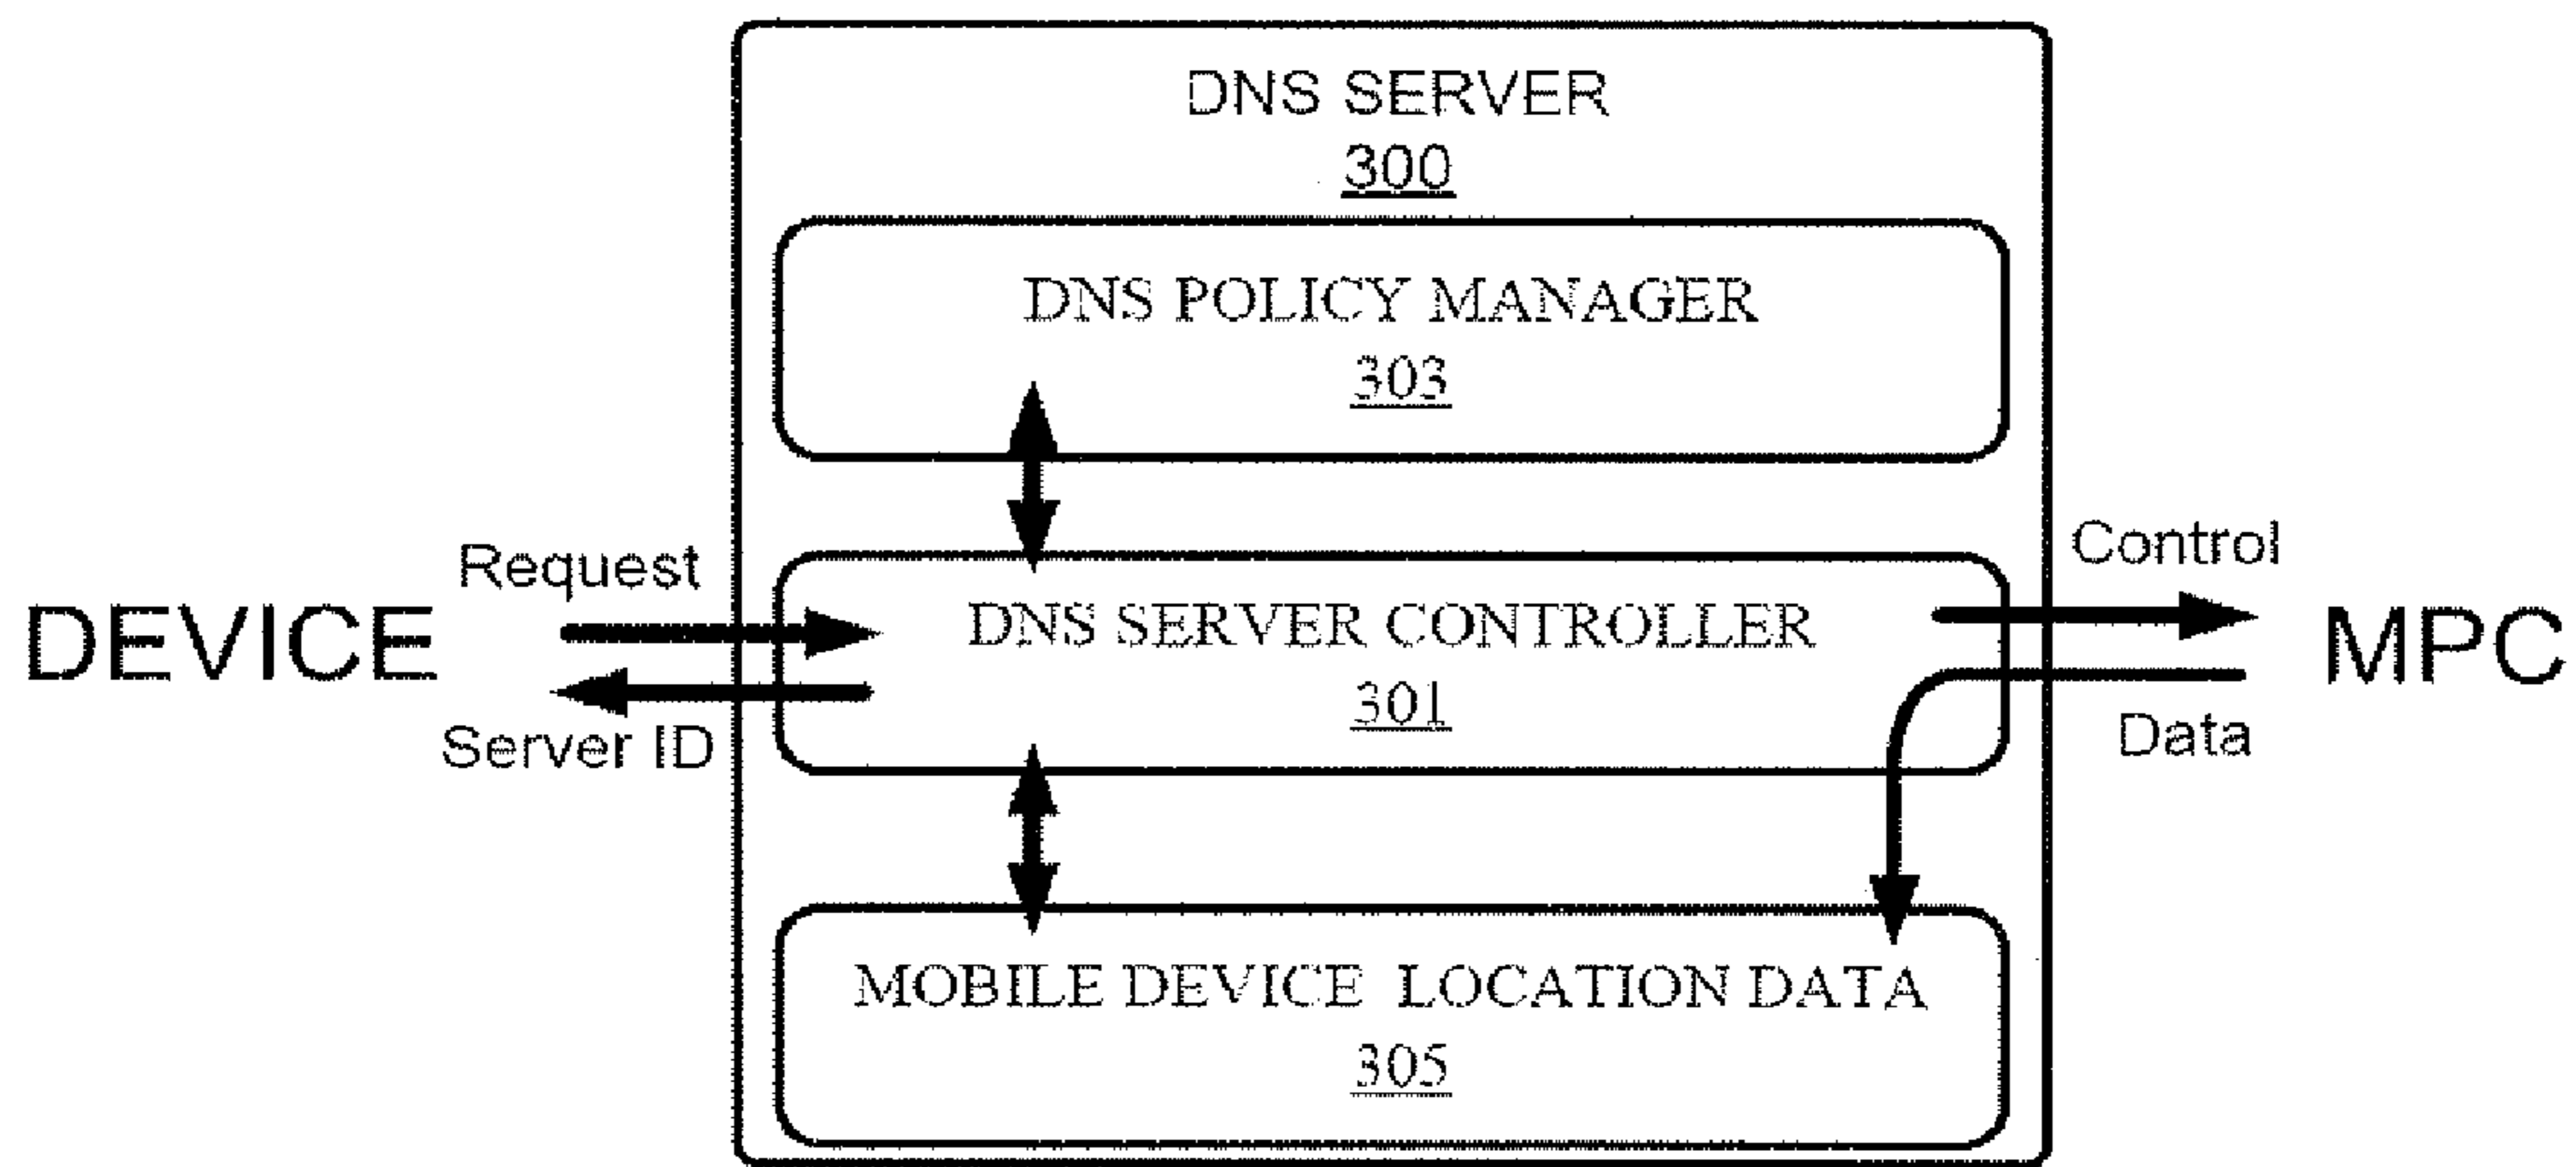 DNS SERVER
300
DNS POLICY MANAGER
303
Request
Control
DEVICE
DNS SERVER CONTROLLER
MPC
301
Server ID
Data
MOBILE DEVICE LOCATION DATA
305